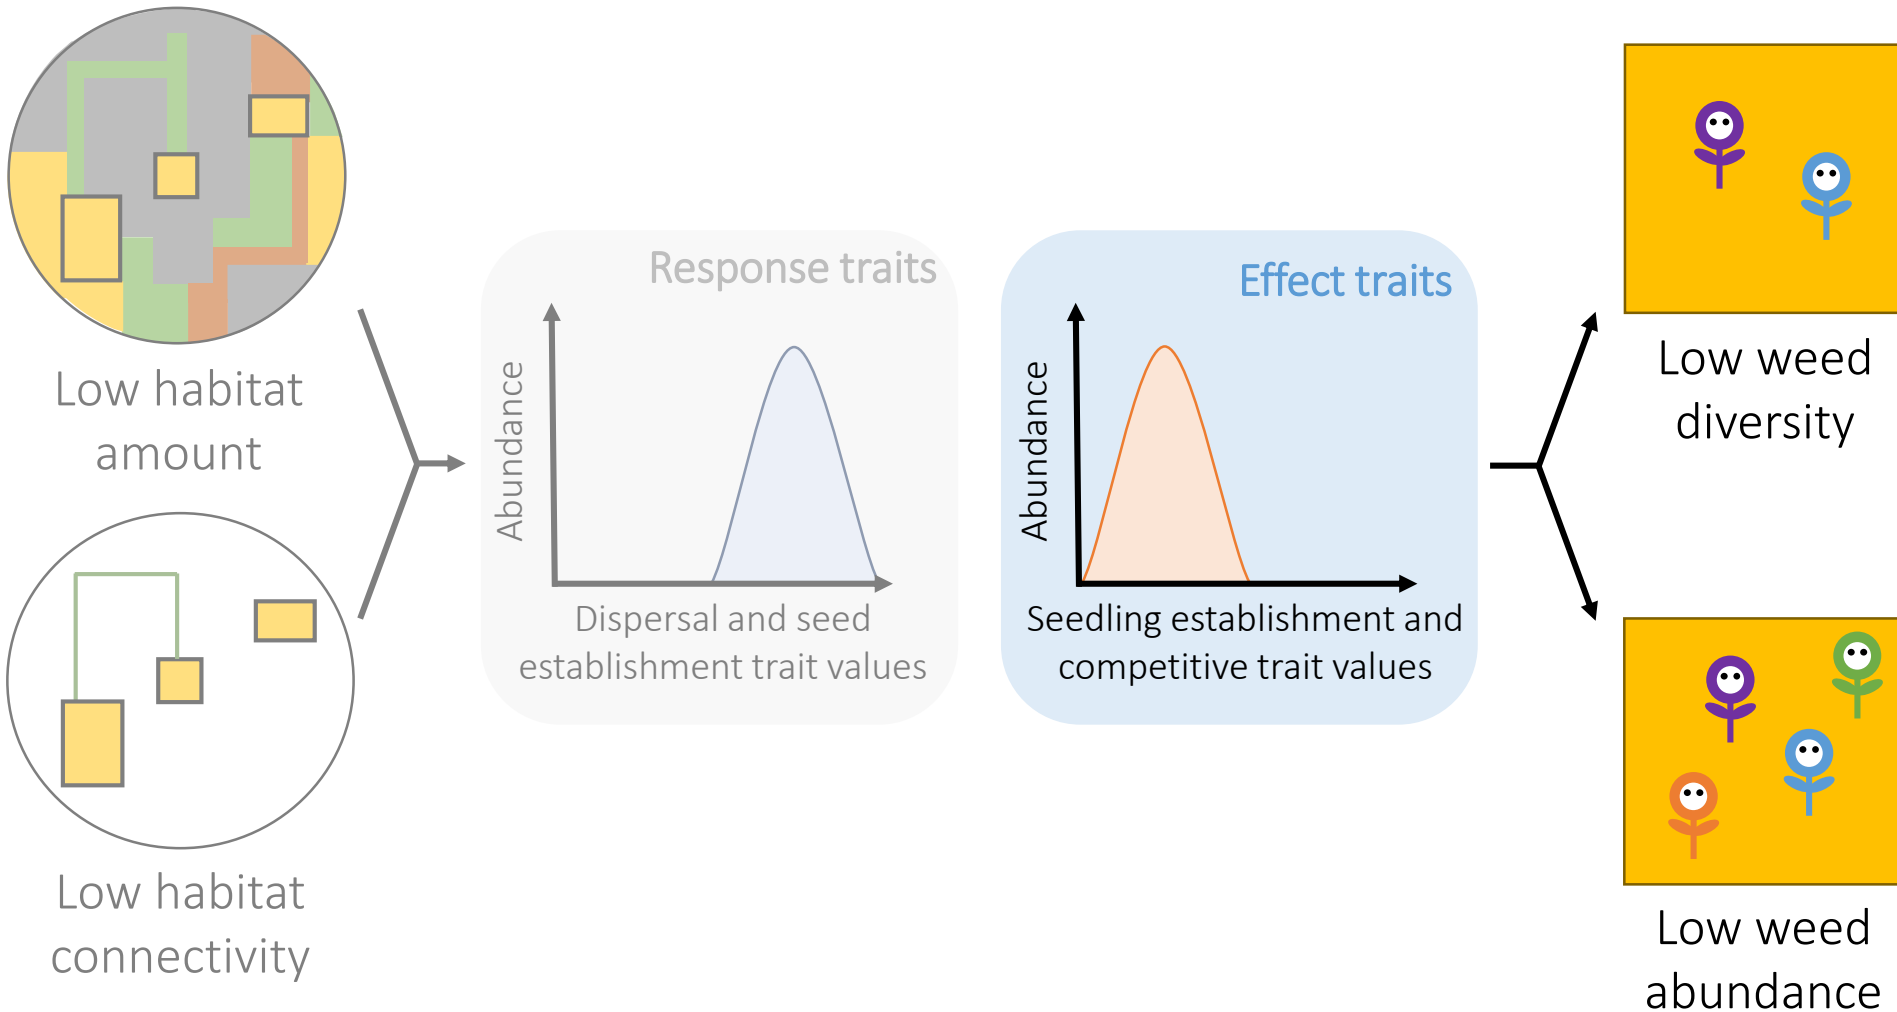 Low habitat
amount
Low habitat
connectivity
Response traits
Abundance
Dispersal and seed
establishment trait values
Effect traits
Abundance
Seedling establishment and
competitive trait values
Low weed
diversity
Low weed
abundance